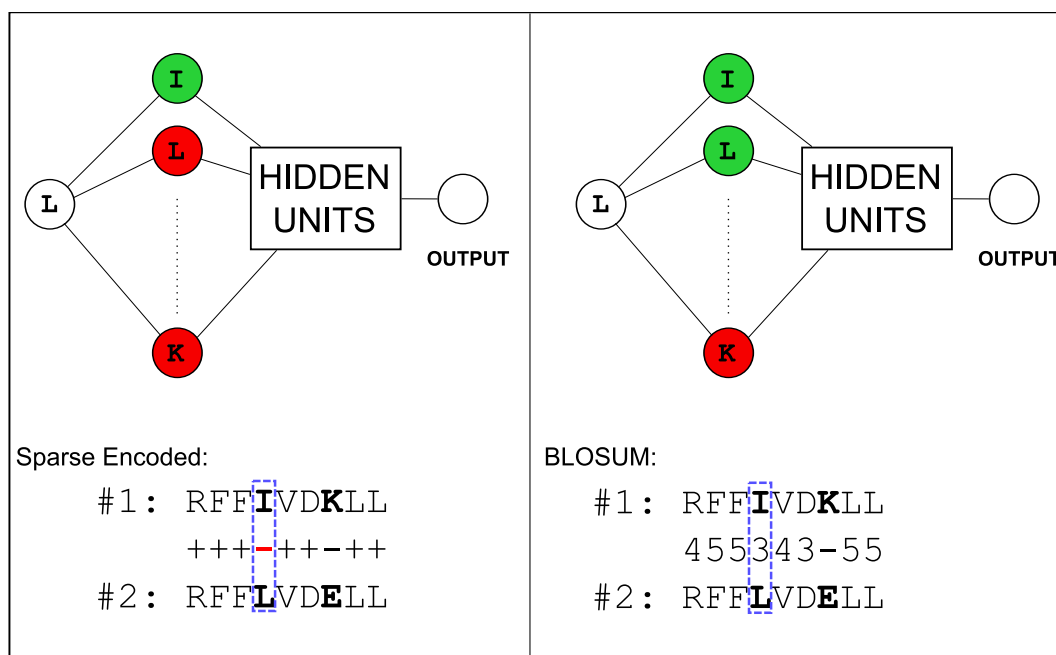 I
L
L
HIDDEN
UNITS
OUTPUT
K
Sparse Encoded:
#1: RFFIVDKLL
+++-++-++
#2: RFFLVDELL
I
L
L
HIDDEN
UNITS
OUTPUT
K
BLOSUM:
#1: RFFIVDKLL
455343-55
#2: RFFLVDELL